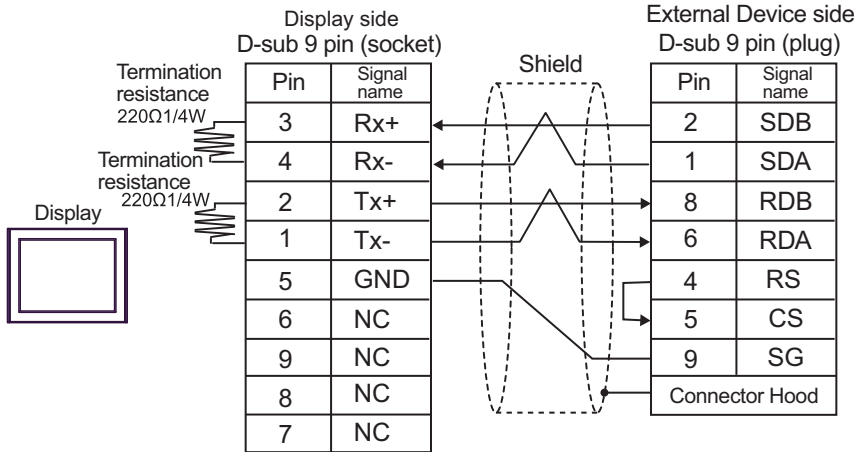 Display side
D-sub 9 pin (socket)
External Device side
D-sub 9 pin (plug)
Shield
Termination
resistance
220Ω1/4W
Termination
resistance
220Ω1/4W
Display
Pin Signal name
3 Rx+
4 Rx-
2 Tx+
1 Tx-
5 GND
6 NC
9 NC
8 NC
7 NC
Pin Signal name
2 SDB
1 SDA
8 RDB
6 RDA
4 RS
5 CS
9 SG
Connector Hood